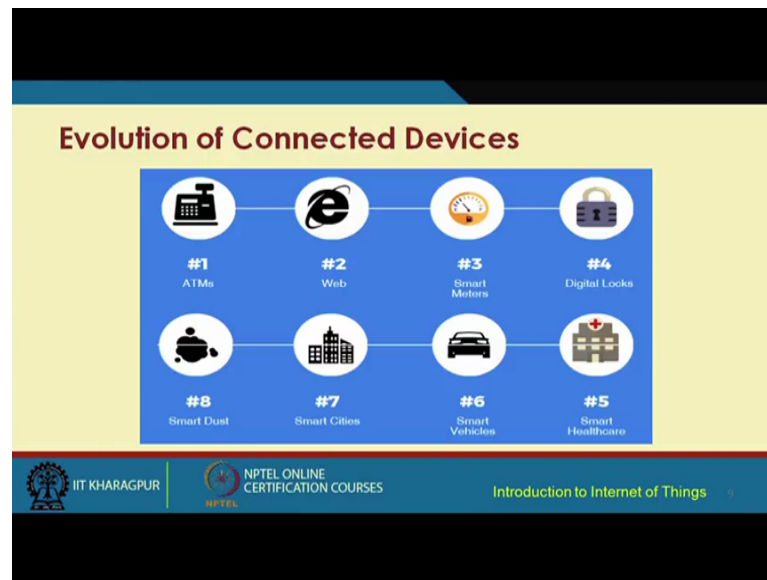 Evolution of Connected Devices
#1
ATMs
#2
Web
#3
Smart
Meters
#4
Digital Locks
#8
Smart Dust
#7
Smart Cities
#6
Smart
Vehicles
#5
Smart
Healthcare
IIT KHARAGPUR
NPTEL
NPTEL ONLINE
CERTIFICATION COURSES
Introduction to Internet of Things
9